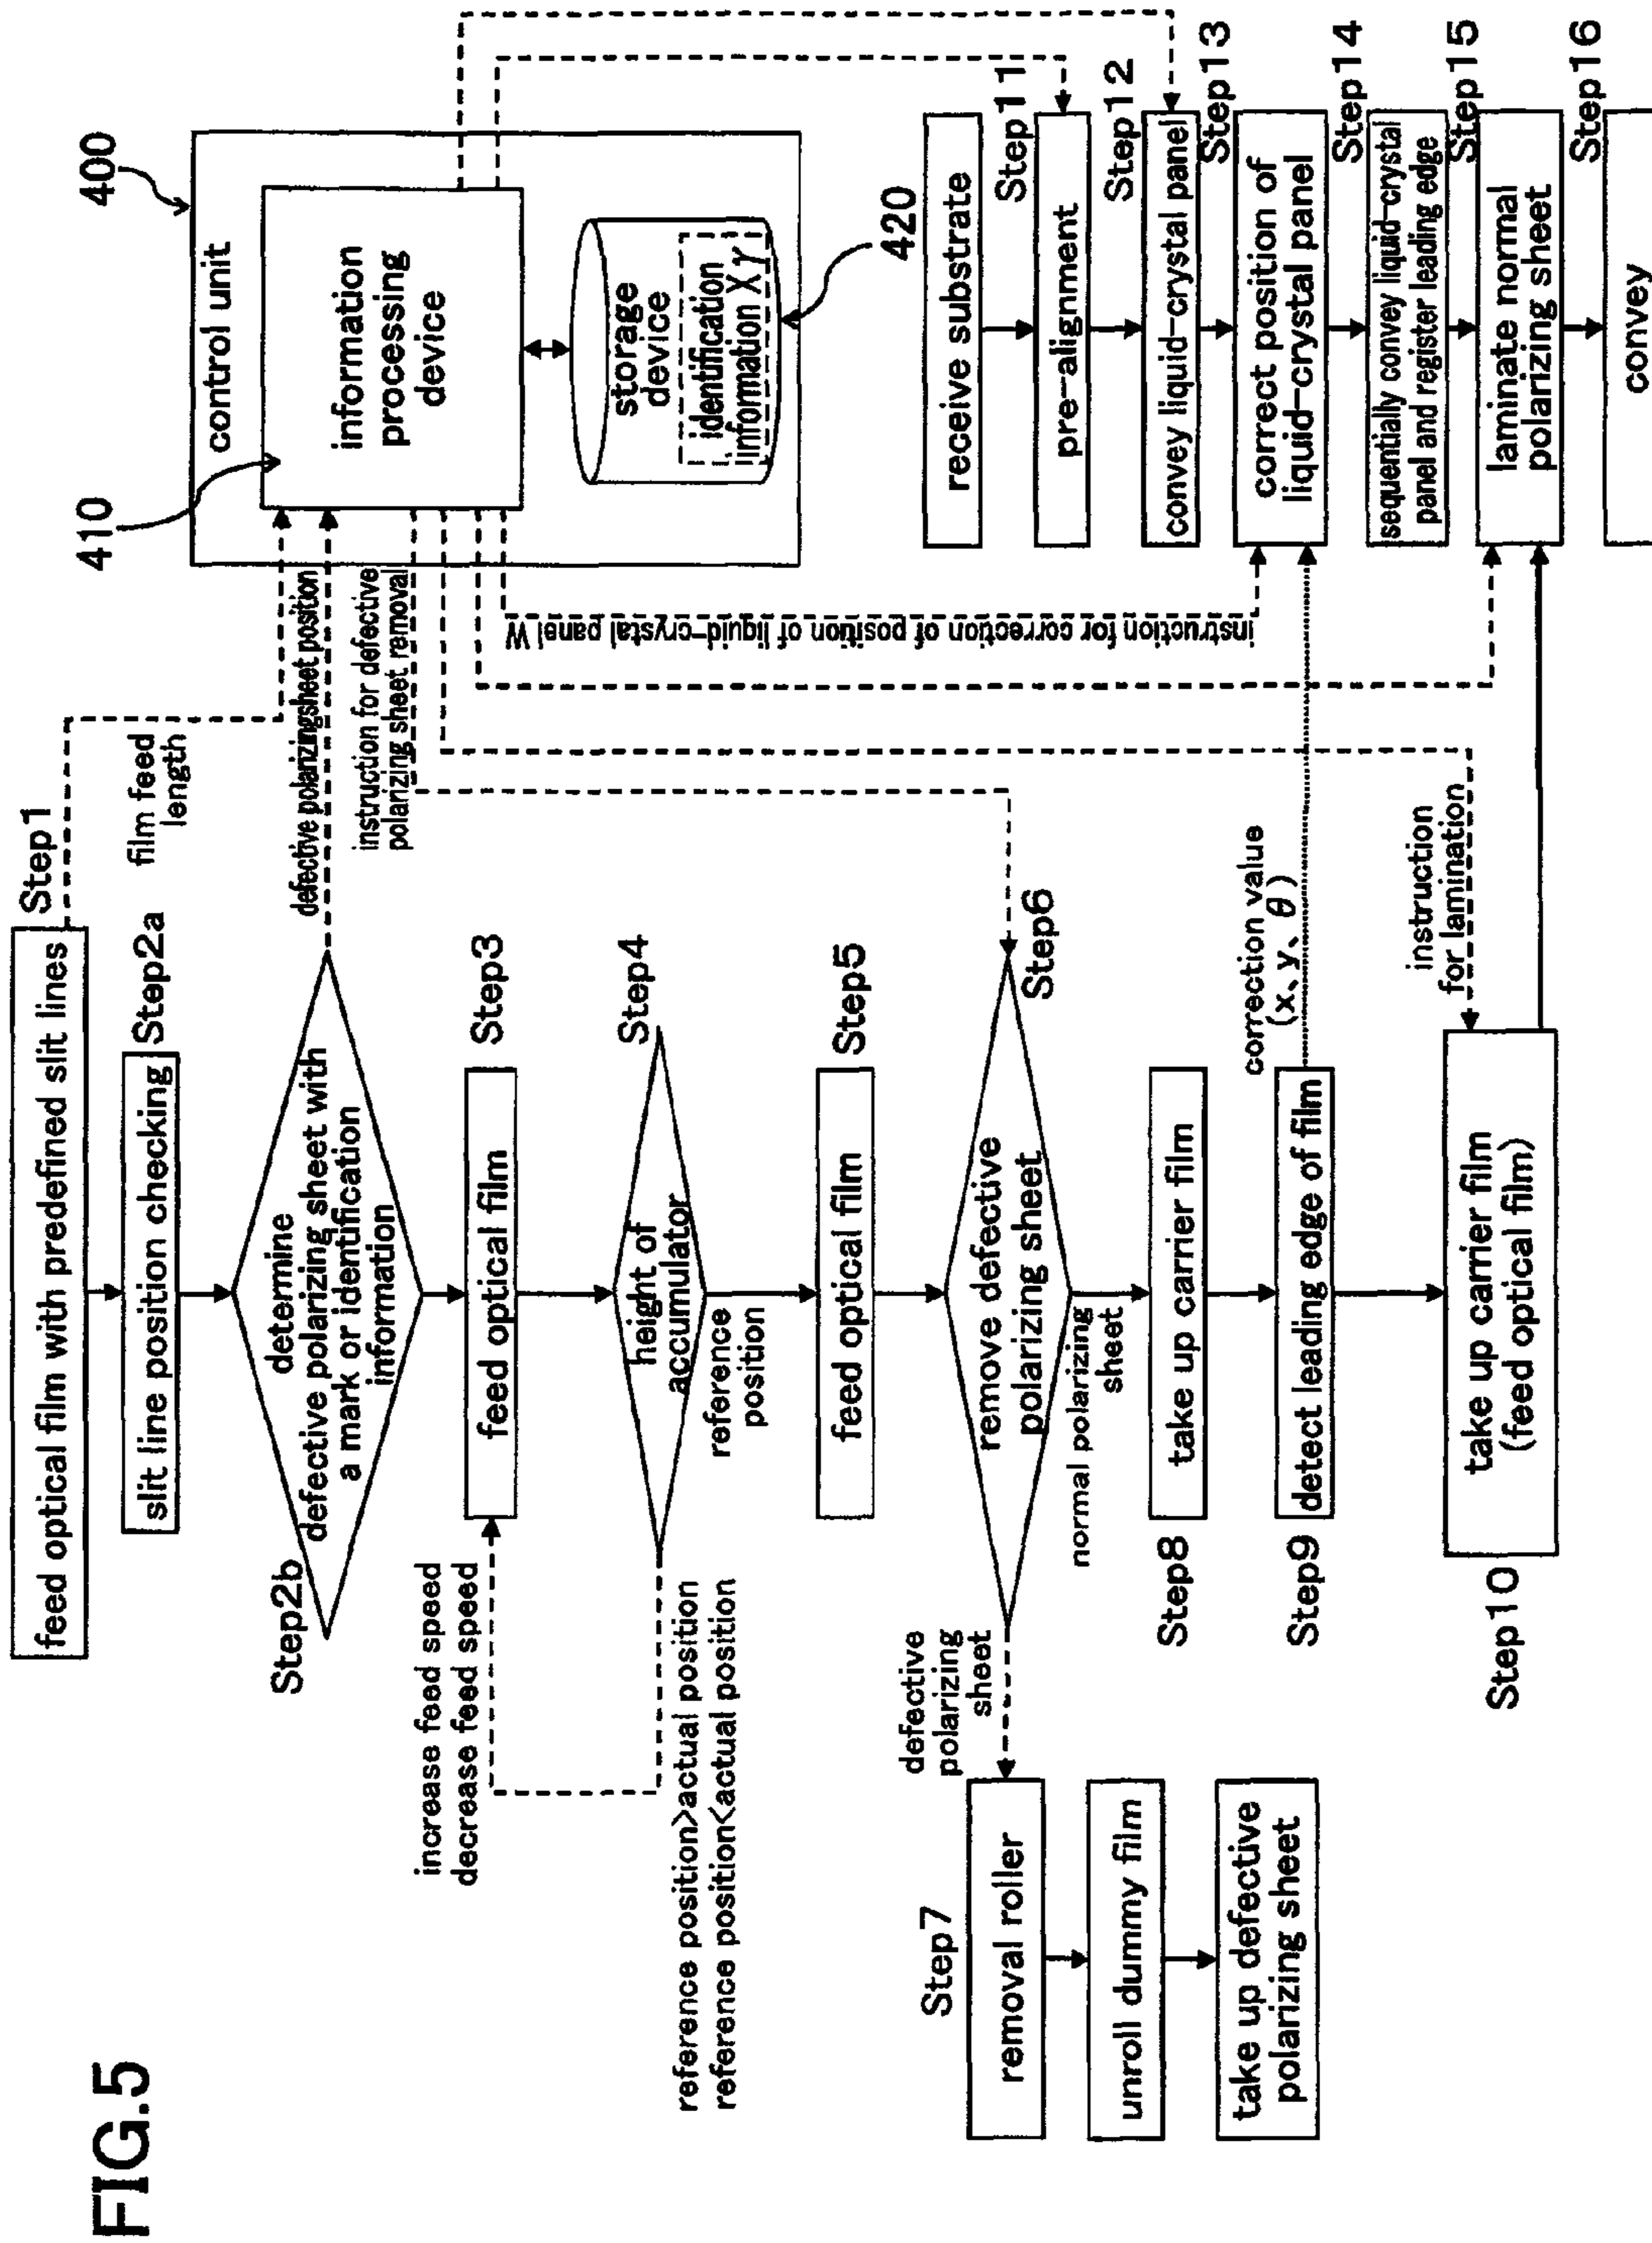 FIG.5
Step1
feed optical film with predefined slit lines
film feed
length
Step2a
slit line position checking
Step2b
determine
defective polarizing sheet with
a mark or identification
information
defective polarizingsheet position
instruction for defective
polarizing sheet removal
increase feed speed
decrease feed speed
Step3
feed optical film
Step4
height of
accumulator
reference position>actual position
reference position<actual position
reference
position
Step5
feed optical film
Step6
remove defective
polarizing sheet
defective
polarizing
sheet
normal polarizing
sheet
Step7
removal roller
unroll dummy film
take up defective
polarizing sheet
Step8
take up carrier film
Step9
detect leading edge of film
correction value
(x、y、θ)
Step10
take up carrier film
(feed optical film)
instruction
for lamination
400
control unit
410
information
processing
device
storage
device
identification
information Xγ
420
instruction for correction of position of liquid-crystal panel W
receive substrate
Step11
pre-alignment
Step12
convey liquid-crystal panel
Step13
correct position of
liquid-crystal panel
Step14
sequentially convey liquid-crystal
panel and register leading edge
Step15
laminate normal
polarizing sheet
Step16
convey